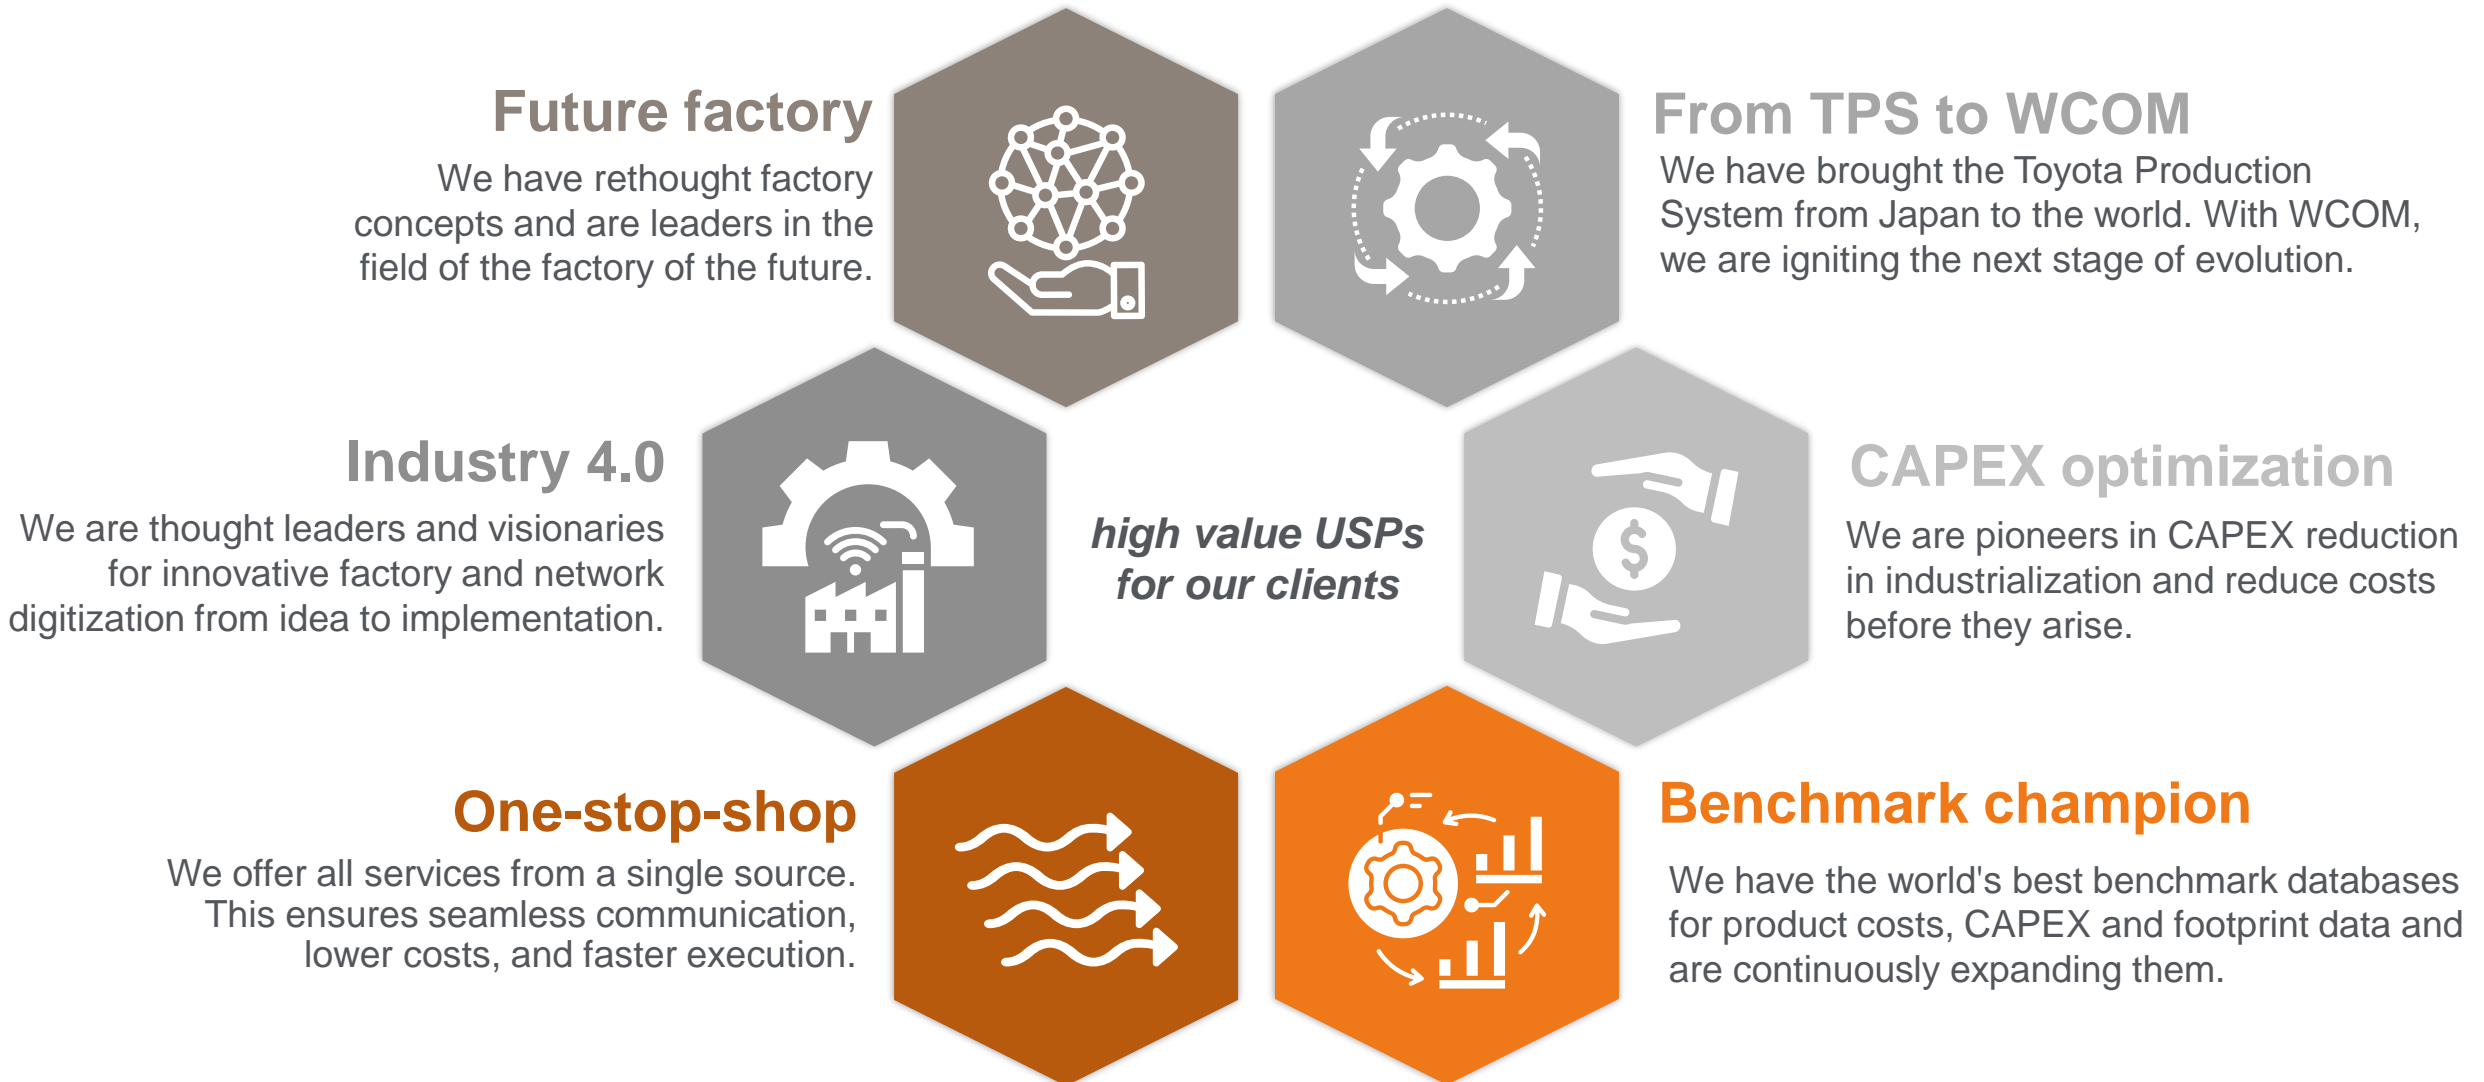 Future factory
We have rethought factory
concepts and are leaders in the
field of the factory of the future.
From TPS to WCOM
We have brought the Toyota Production
System from Japan to the world. With WCOM,
we are igniting the next stage of evolution.
Industry 4.0
We are thought leaders and visionaries
for innovative factory and network
digitization from idea to implementation.
high value USPs
for our clients
$
CAPEX optimization
We are pioneers in CAPEX reduction
in industrialization and reduce costs
before they arise.
One-stop-shop
We offer all services from a single source.
This ensures seamless communication,
lower costs, and faster execution.
Benchmark champion
We have the world's best benchmark databases
for product costs, CAPEX and footprint data and
are continuously expanding them.